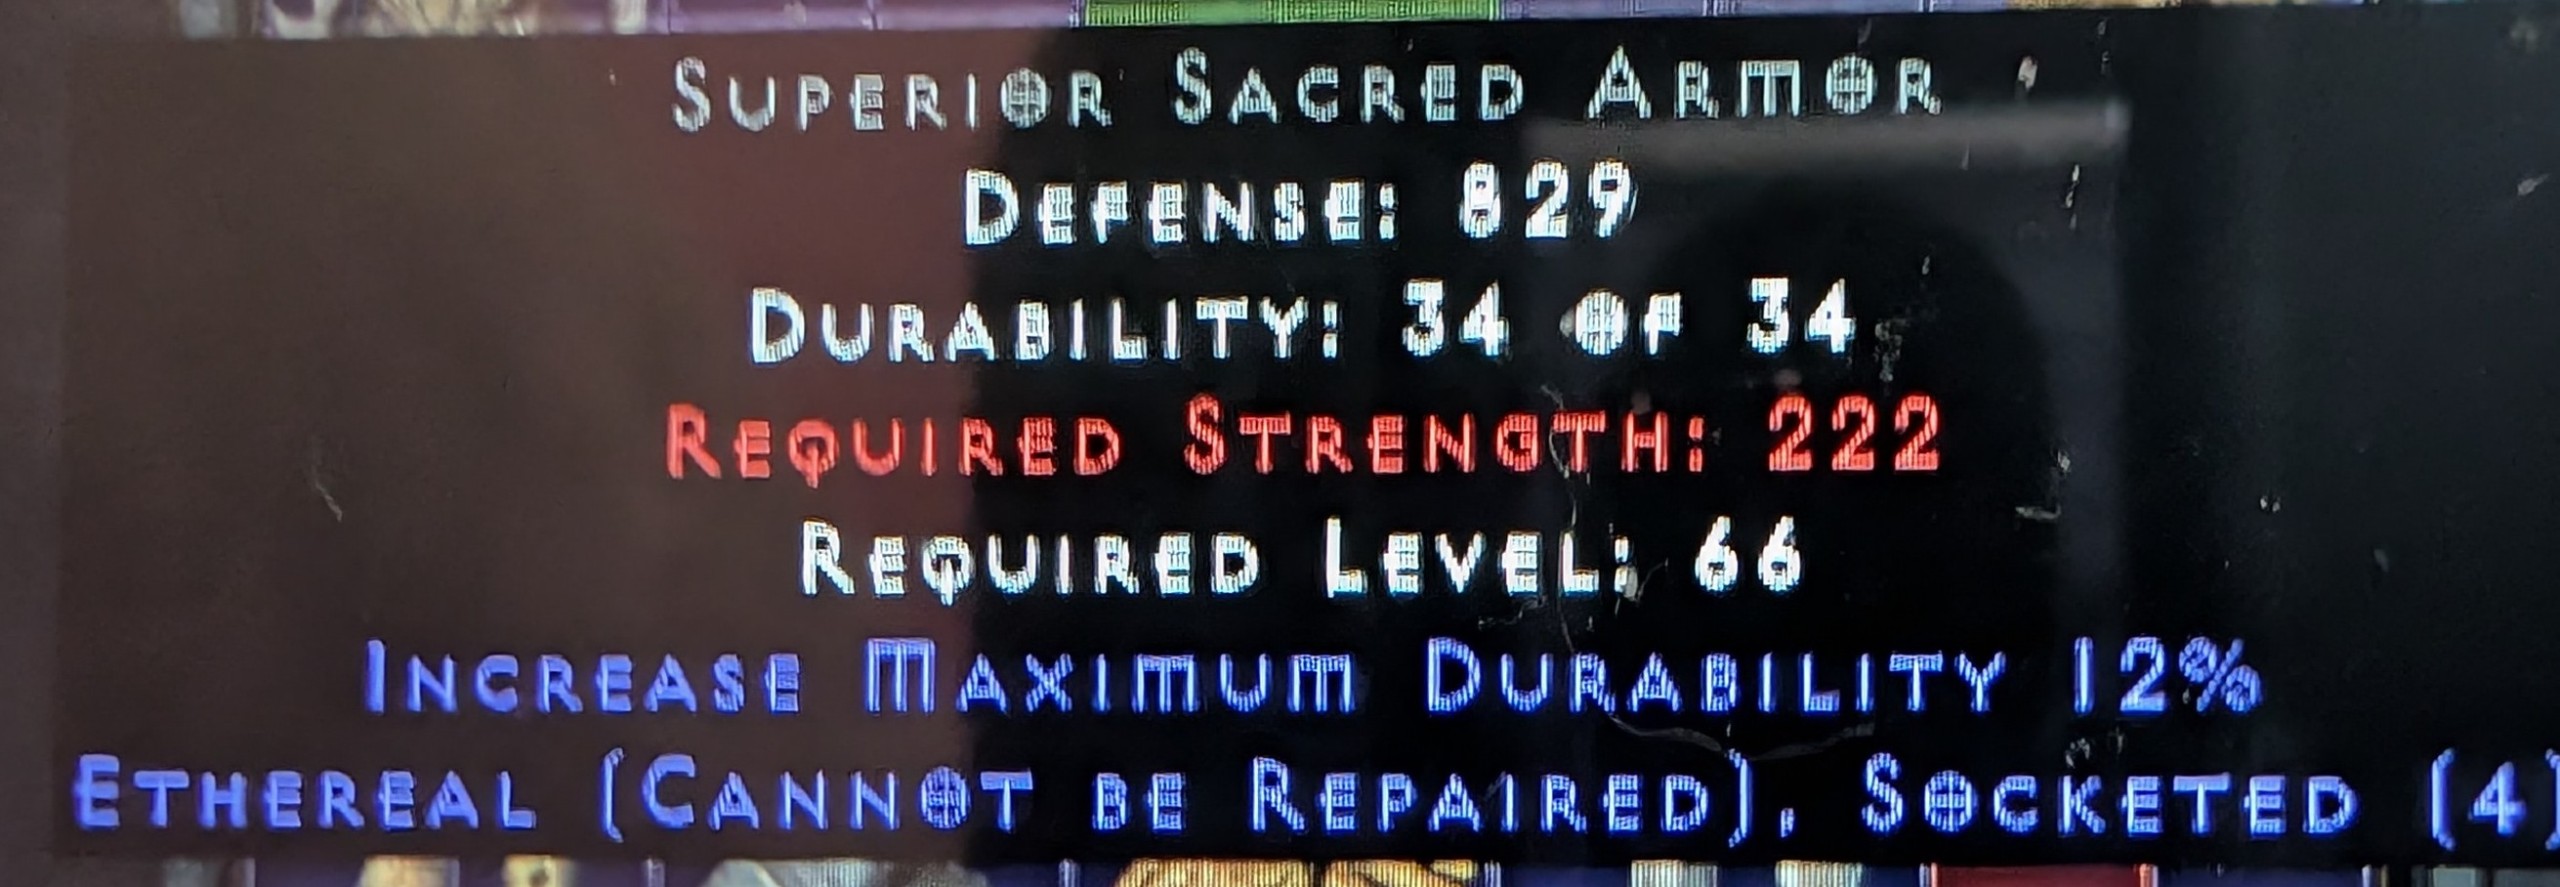 Superior Sacred Armor
Defense: 829
Durability: 34 of 34
Required Strength: 222
Required Level: 66
Increase Maximum Durability 12%
Ethereal (Cannot be Repaired), Socketed (4)